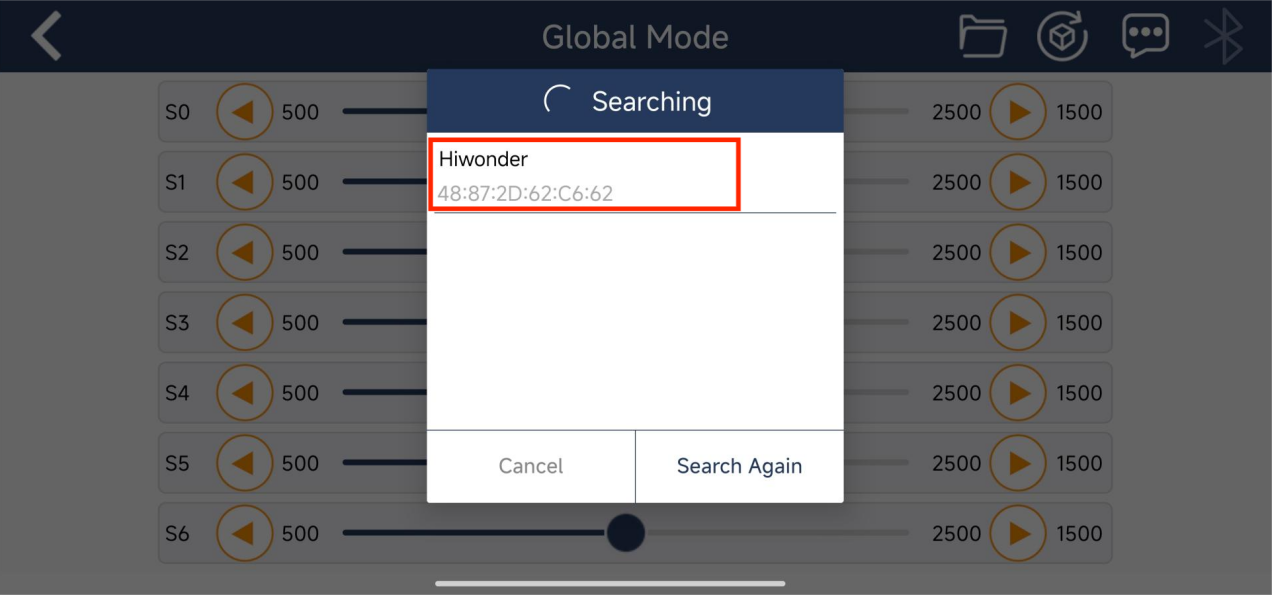 Global Mode
Searching
Hiwonder
48:87:2D:62:C6:62
Cancel
Search Again
S0 500 2500 1500
S1 500 2500 1500
S2 500 2500 1500
S3 500 2500 1500
S4 500 2500 1500
S5 500 2500 1500
S6 500 2500 1500